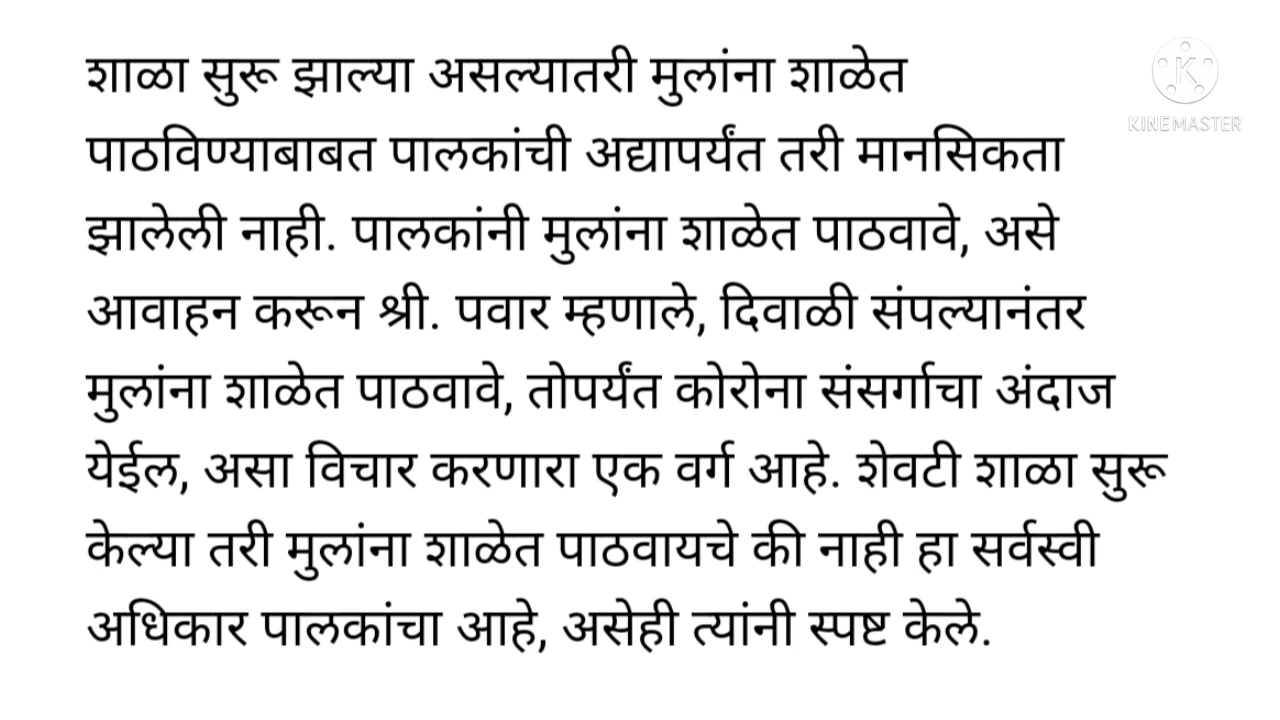 शाळा सुरू झाल्या असल्यातरी मुलांना शाळेत
पाठविण्याबाबत पालकांची अद्यापर्यंत तरी मानसिकता
झालेली नाही. पालकांनी मुलांना शाळेत पाठवावे, असे
आवाहन करून श्री. पवार म्हणाले, दिवाळी संपल्यानंतर
मुलांना शाळेत पाठवावे, तोपर्यंत कोरोना संसर्गाचा अंदाज
येईल, असा विचार करणारा एक वर्ग आहे. शेवटी शाळा सुरू
केल्या तरी मुलांना शाळेत पाठवायचे की नाही हा सर्वस्वी
अधिकार पालकांचा आहे, असेही त्यांनी स्पष्ट केले.
K
KINEMASTER